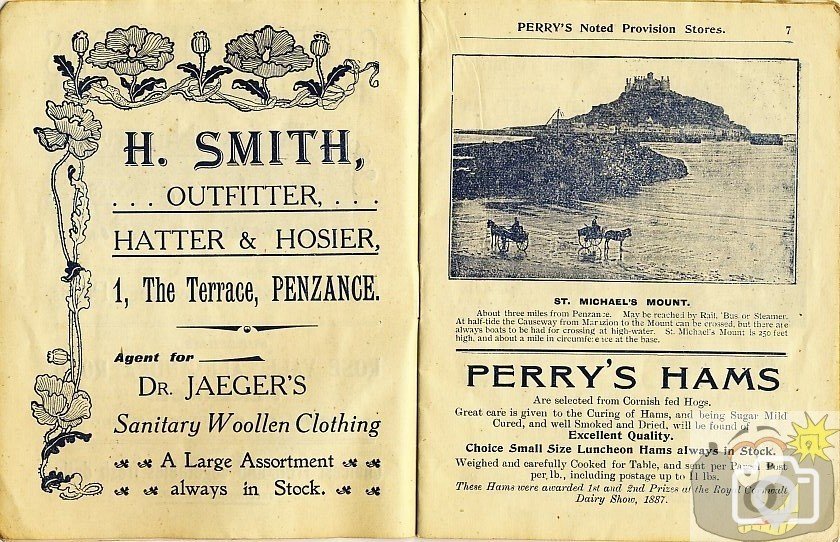 H. SMITH,
. . . OUTFITTER, . . .
HATTER & HOSIER,
1, The Terrace, PENZANCE.
Agent for
DR. JAEGER'S
Sanitary Woollen Clothing
A Large Assortment
always in Stock.
PERRY'S Noted Provision Stores. 7
ST. MICHAEL'S MOUNT.
About three miles from Penzance. May be reached by Rail, 'Bus or Steamer.
At half-tide the Causeway from Marazion to the Mount can be crossed, but there are
always boats to be had for crossing at high-water. St. Michael's Mount is 250 feet
high, and about a mile in circumference at the base.
PERRY'S HAMS
Are selected from Cornish fed Hogs.
Great care is given to the Curing of Hams, and being Sugar Mild
Cured, and well Smoked and Dried, will be found of
Excellent Quality.
Choice Small Size Luncheon Hams always in Stock.
Weighed and carefully Cooked for Table, and sent per Parcel Post
per lb., including postage up to 11 lbs.
These Hams were awarded 1st and 2nd Prizes at the Royal Cornwall
Dairy Show, 1887.